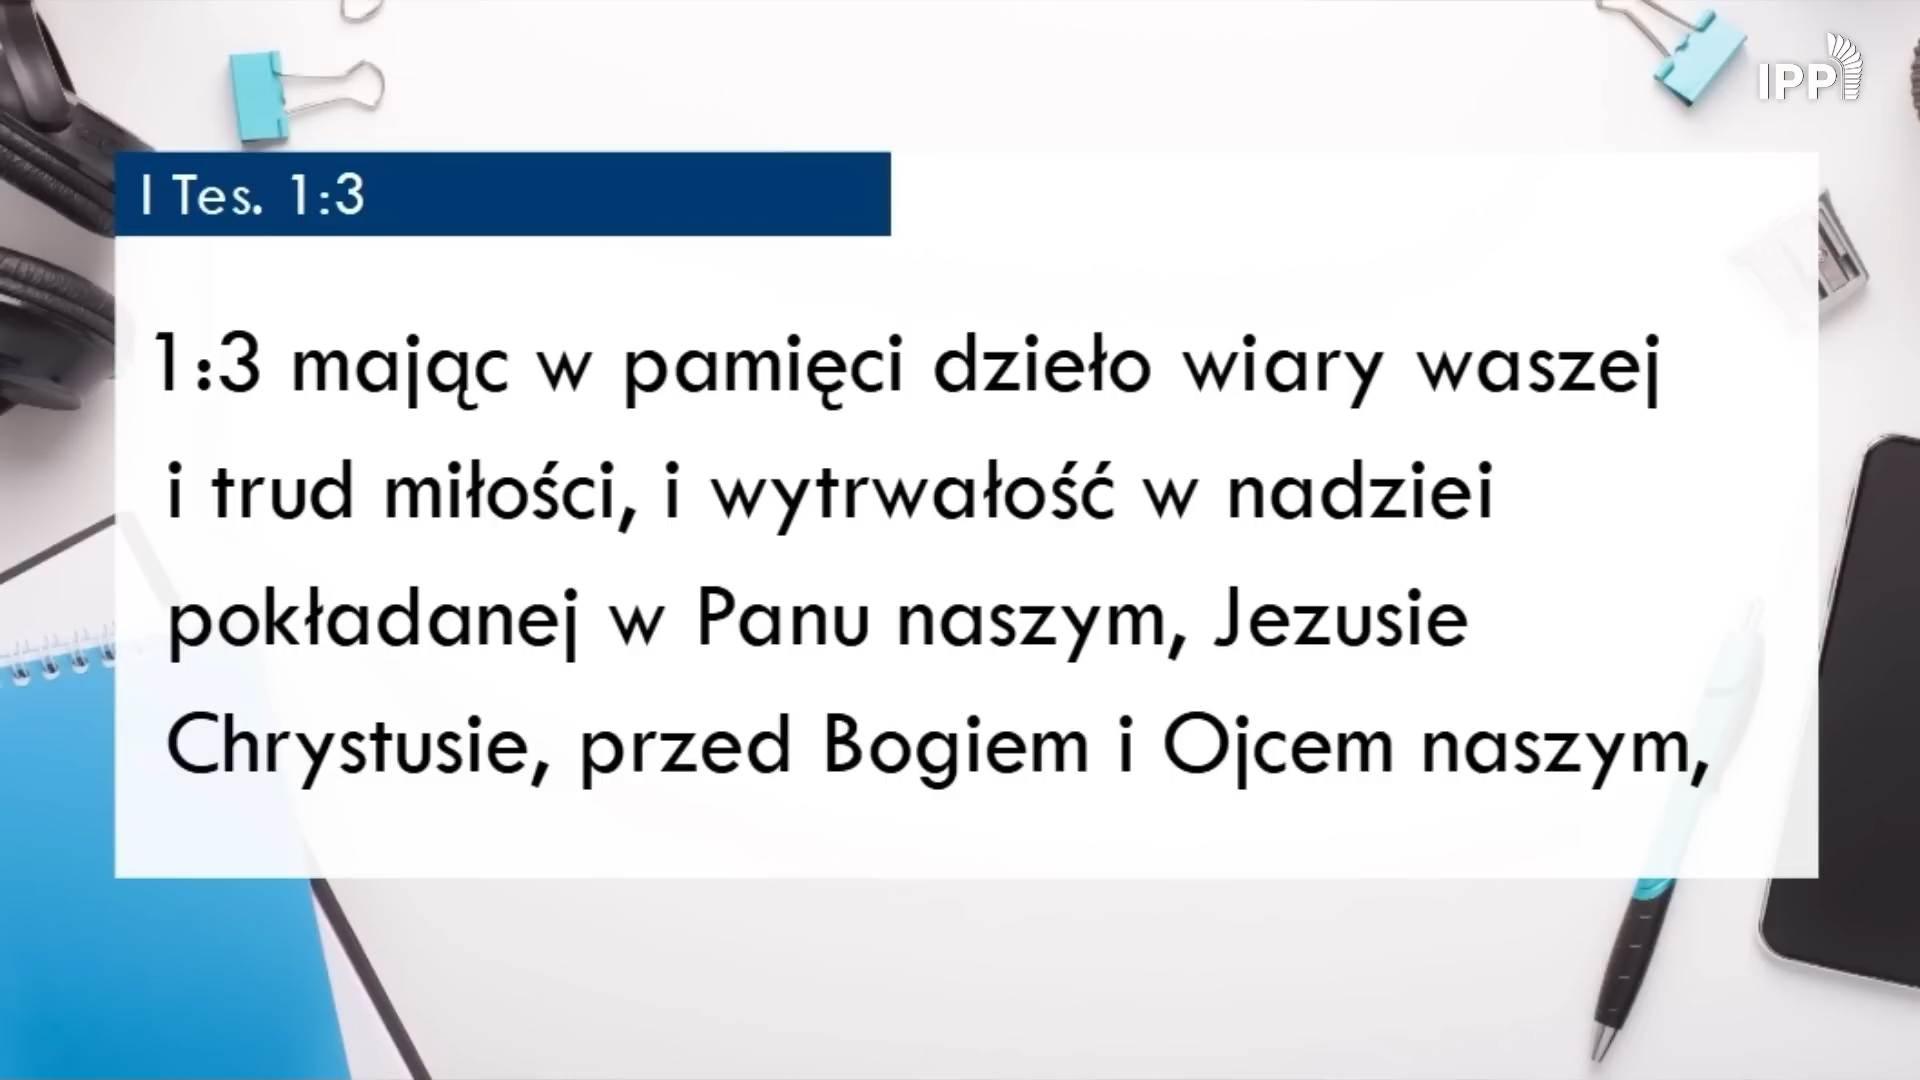 IPP
I Tes. 1:3
1:3 mając w pamięci dzieło wiary waszej
i trud miłości, i wytrwałość w nadziei
pokładanej w Panu naszym, Jezusie
Chrystusie, przed Bogiem i Ojcem naszym,